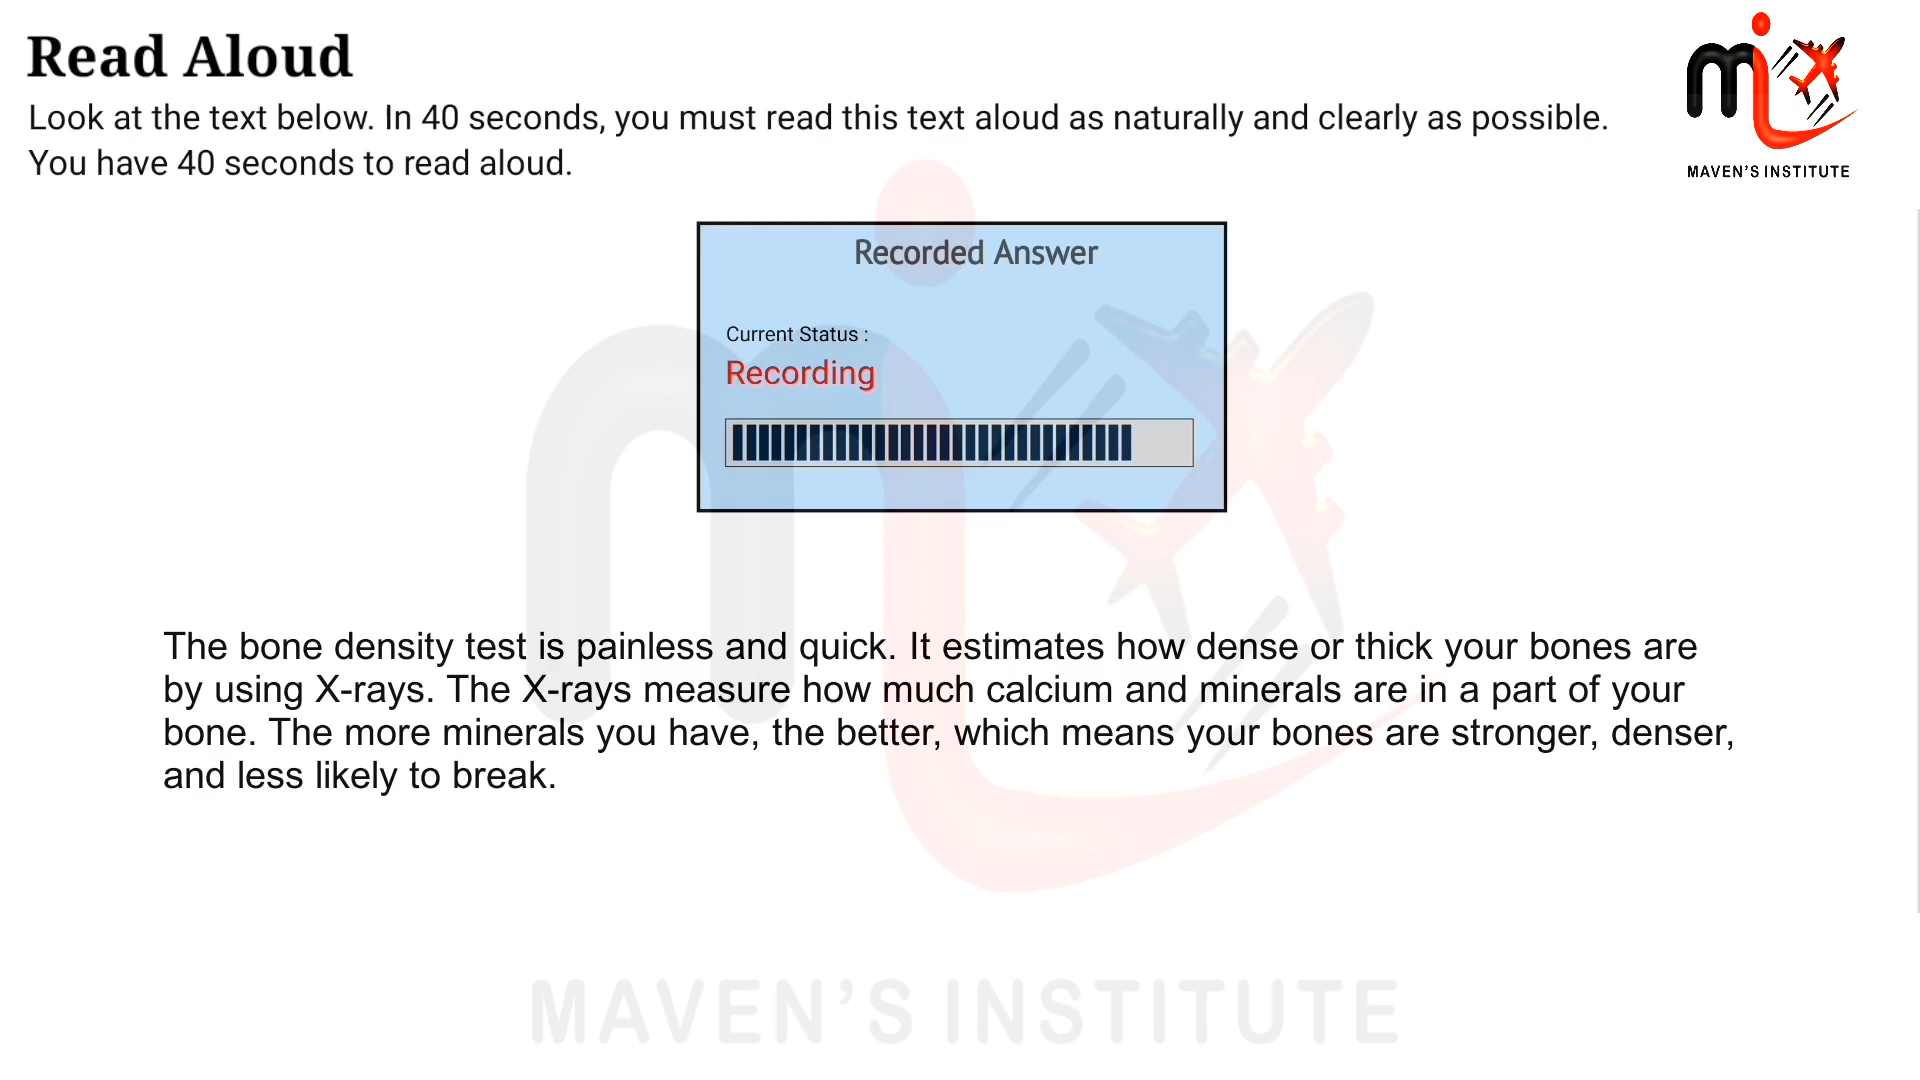 Read Aloud
Look at the text below. In 40 seconds, you must read this text aloud as naturally and clearly as possible.
You have 40 seconds to read aloud.
mi
MAVEN'S INSTITUTE
Recorded Answer
Current Status :
Recording
The bone density test is painless and quick. It estimates how dense or thick your bones are
by using X-rays. The X-rays measure how much calcium and minerals are in a part of your
bone. The more minerals you have, the better, which means your bones are stronger, denser,
and less likely to break.
mi
MAVEN'S INSTITUTE